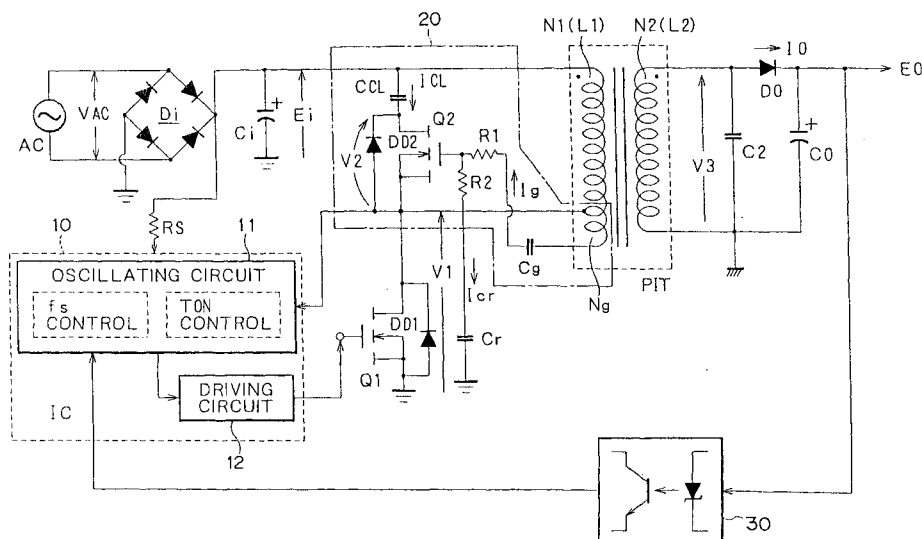 20
N1(L1)
N2(L2)
I0
E0
D0
AC
VAC
Di
Ci
+
Ei
CCL
ICL
Q2
DD2
V2
R1
R2
Ig
V3
C2
+
C0
RS
10
11
OSCILLATING CIRCUIT
fs
CONTROL
TON
CONTROL
V1
Icr
Cg
Ng
PIT
DD1
Cr
Q1
DRIVING
CIRCUIT
IC
12
30